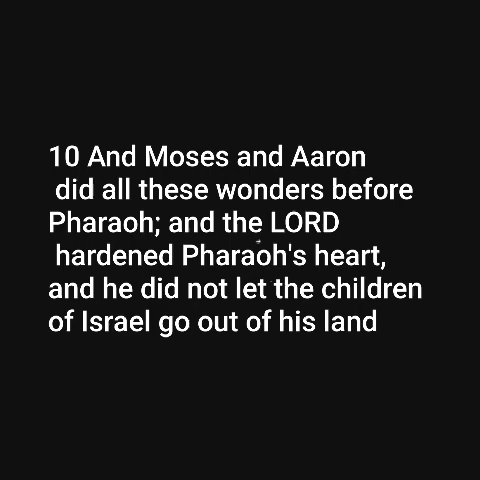 10 And Moses and Aaron
did all these wonders before
Pharaoh; and the LORD
hardened Pharaoh's heart,
and he did not let the children
of Israel go out of his land